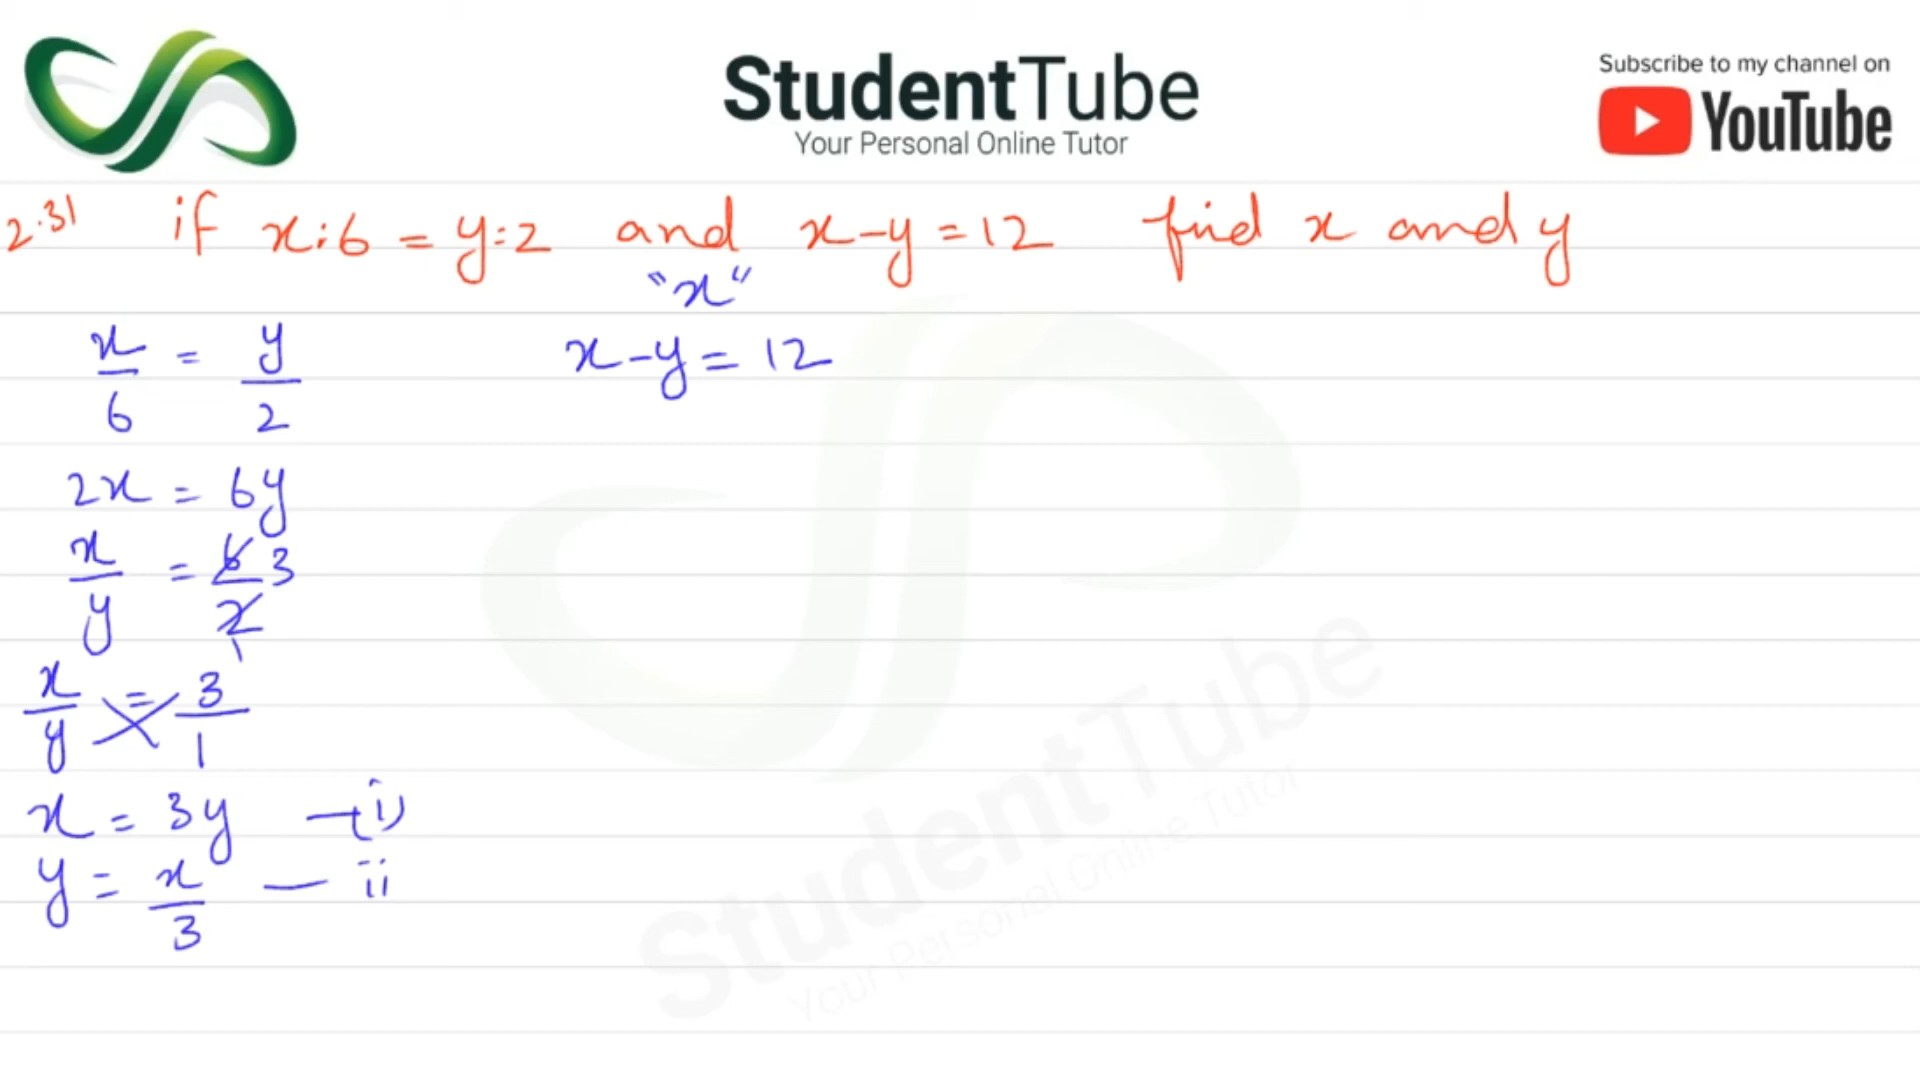 StudentTube
Your Personal Online Tutor
Subscribe to my channel on
YouTube
2.31 if x:6 = y:2 and x-y=12 find x and y
"x"
x/6 = y/2
x-y=12
2x = 6y
x/y = 6/2 3
1
x/y = 3/1
x = 3y —(i)
y = x/3 — ii
StudentTube
Your Personal Online Tutor